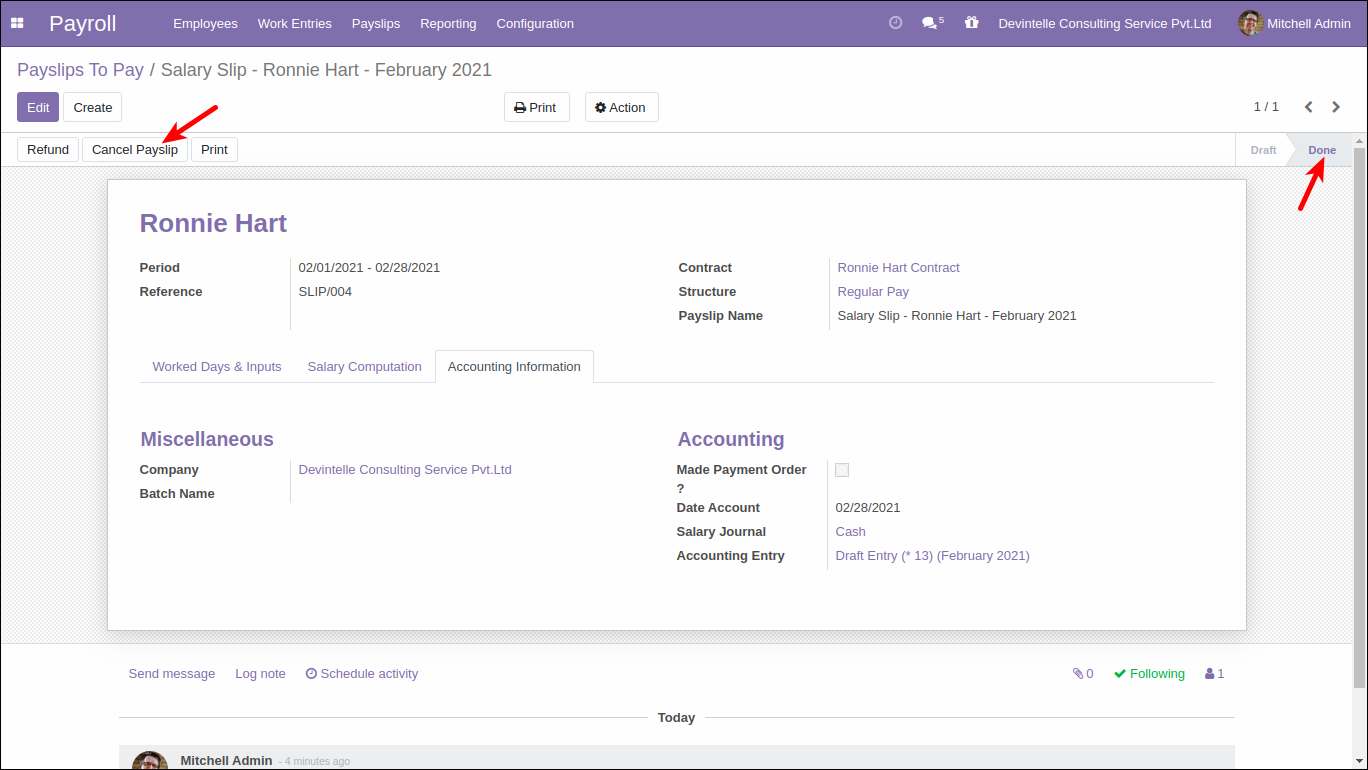 Payroll Employees Work Entries Payslips Reporting Configuration 5 Devintelle Consulting Service Pvt.Ltd Mitchell Admin
Payslips To Pay / Salary Slip - Ronnie Hart - February 2021
Edit Create Print Action 1 / 1
Refund Cancel Payslip Print Draft Done
Ronnie Hart
Period 02/01/2021 - 02/28/2021 Contract Ronnie Hart Contract
Reference SLIP/004 Structure Regular Pay
Payslip Name Salary Slip - Ronnie Hart - February 2021
Worked Days & Inputs Salary Computation Accounting Information
Miscellaneous Accounting
Company Devintelle Consulting Service Pvt.Ltd Made Payment Order
?
Batch Name
Date Account 02/28/2021
Salary Journal Cash
Accounting Entry Draft Entry (* 13) (February 2021)
Send message Log note Schedule activity 0 Following 1
Today
Mitchell Admin - 4 minutes ago